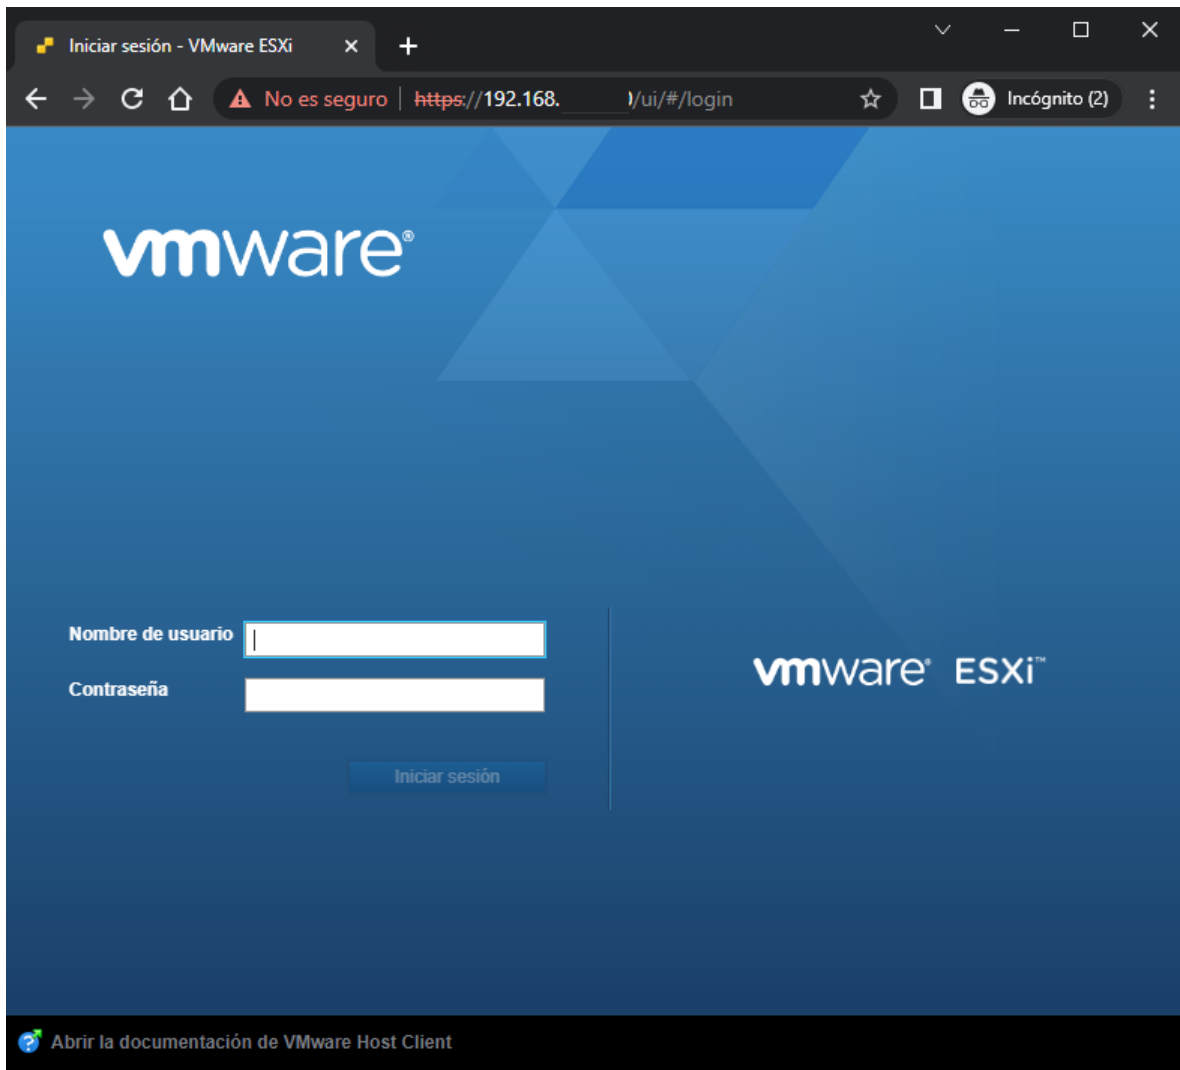 Iniciar sesión - VMware ESXi
No es seguro | https://192.168. /ui/#/login Incógnito (2)
vmware®
Nombre de usuario
Contraseña
vmware® ESXi™
Iniciar sesión
Abrir la documentación de VMware Host Client